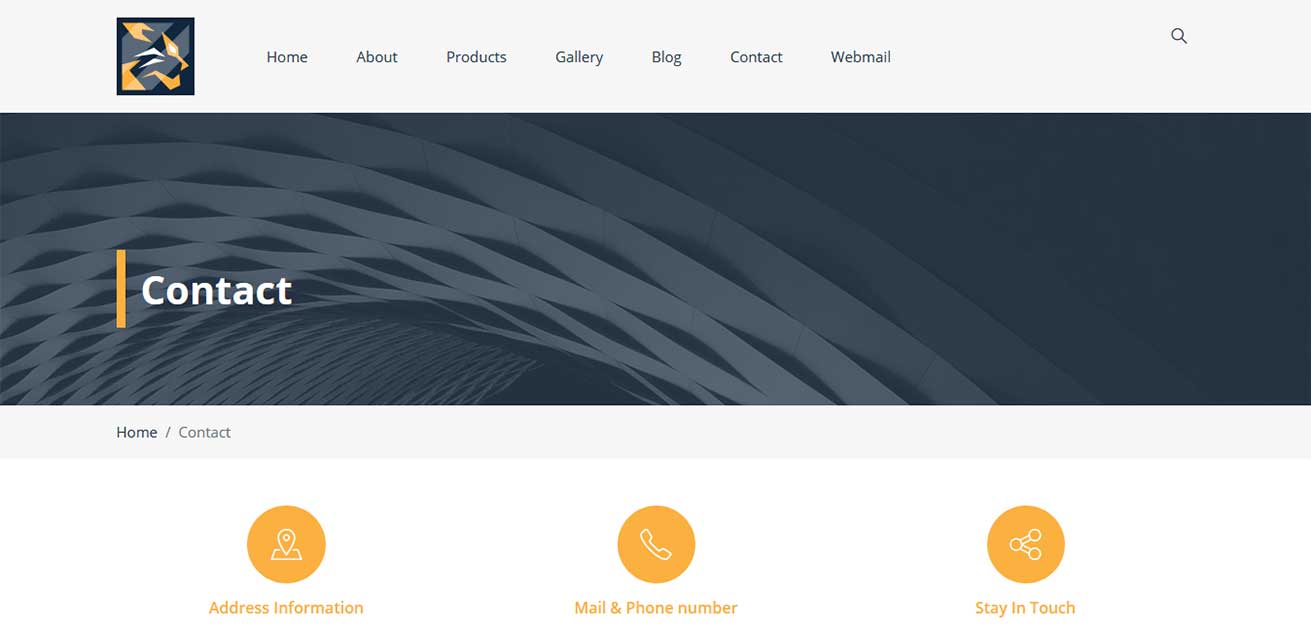 Home About Products Gallery Blog Contact Webmail
Contact
Home / Contact
Address Information Mail & Phone number Stay In Touch